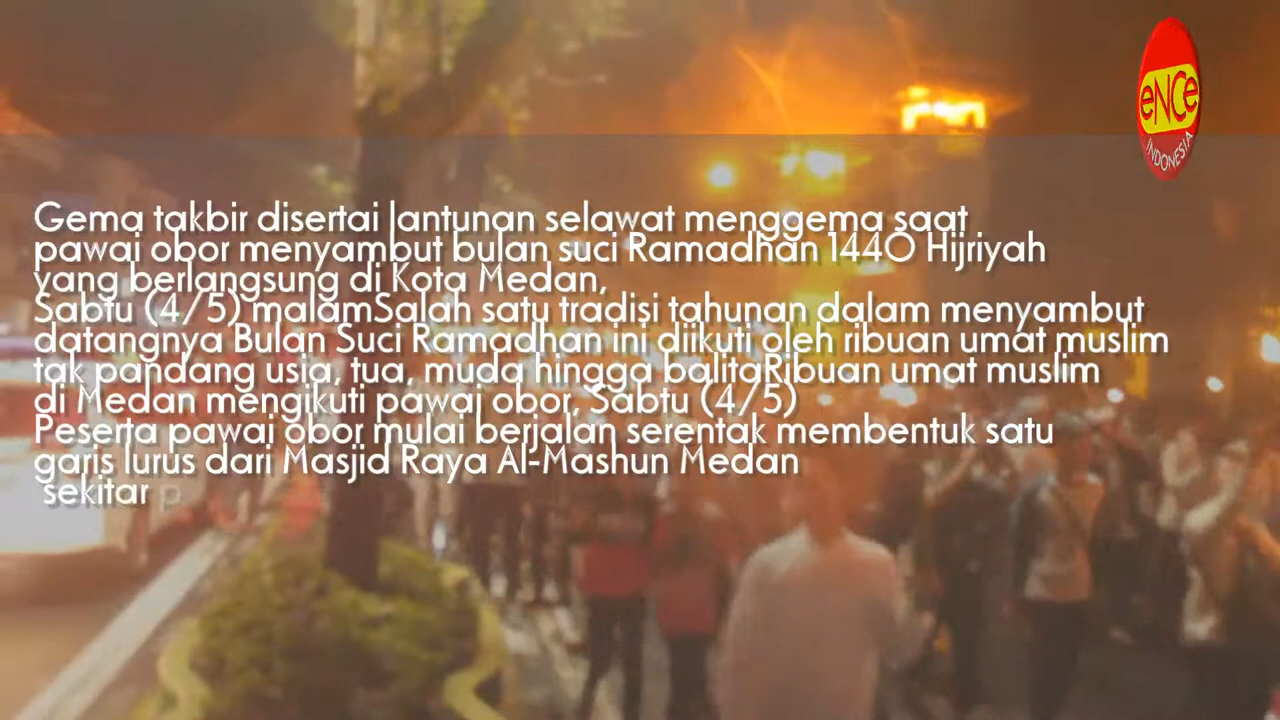 eNCe
INDONESIA
Gema takbir disertai lantunan selawat menggema saat
pawai obor menyambut bulan suci Ramadhan 1440 Hijriyah
yang berlangsung di Kota Medan,
Sabtu (4/5) malamSalah satu tradisi tahunan dalam menyambut
datangnya Bulan Suci Ramadhan ini diikuti oleh ribuan umat muslim
tak pandang usia, tua, muda hingga balitaRibuan umat muslim
di Medan mengikuti pawai obor, Sabtu (4/5)
Peserta pawai obor mulai berjalan serentak membentuk satu
garis lurus dari Masjid Raya Al-Mashun Medan
sekitar p